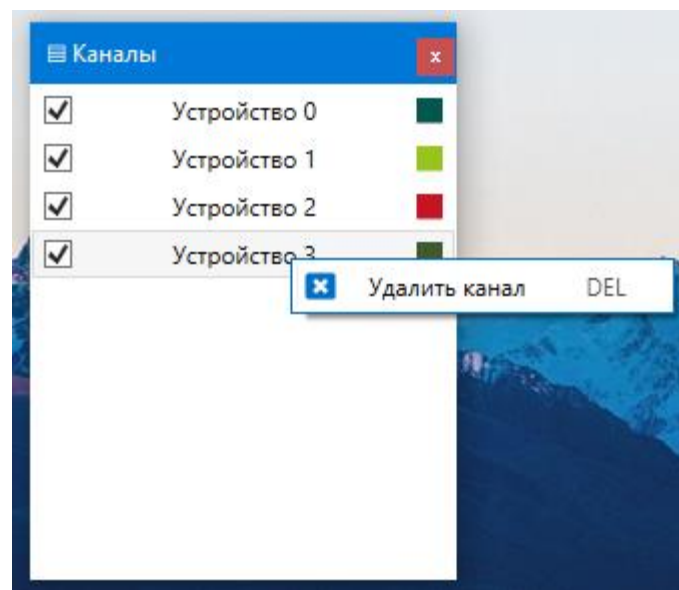 Каналы
x
Устройство 0
Устройство 1
Устройство 2
Устройство 3
Удалить канал DEL